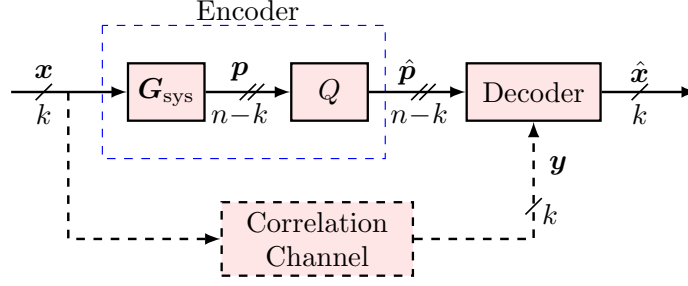 Encoder
x
k
G_sys
p
n−k
Q
p̂
n−k
Decoder
x̂
k
y
k
Correlation
Channel